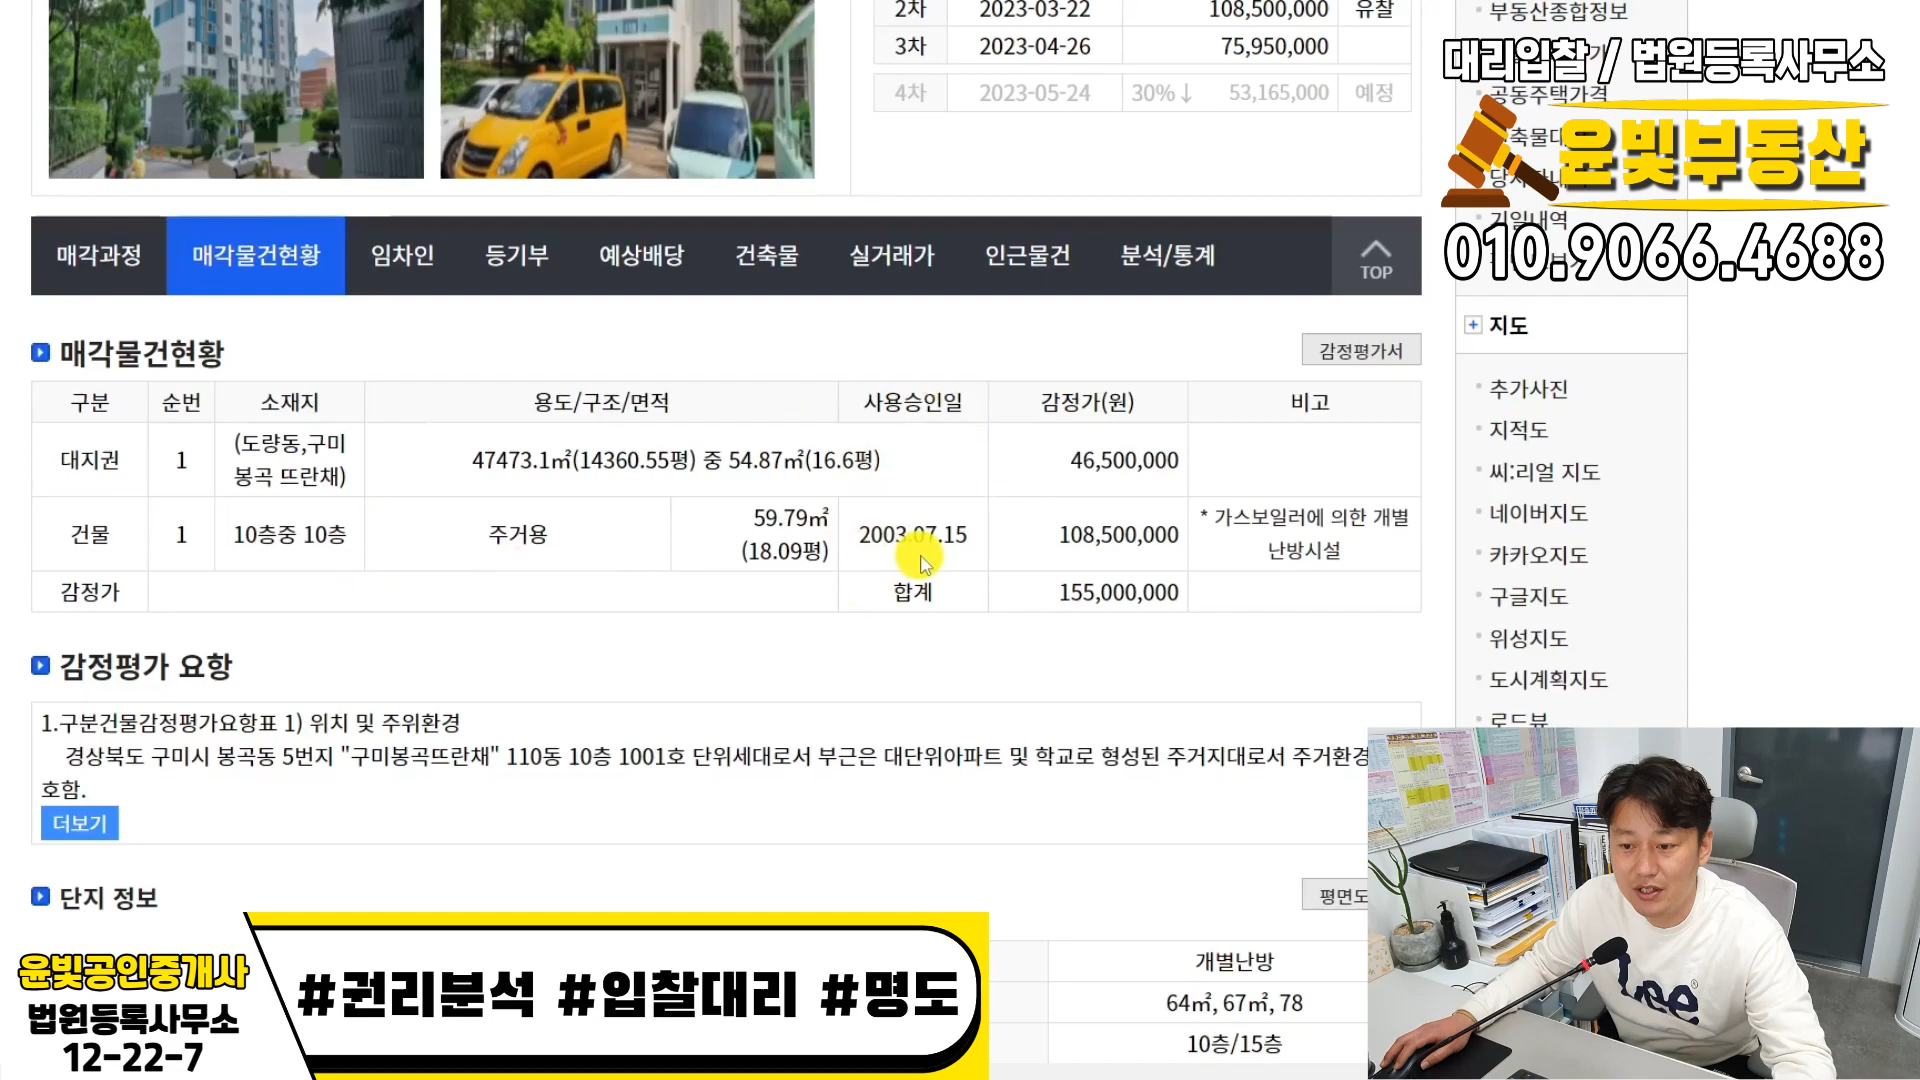 2차 2023-03-22 108,500,000 유찰
3차 2023-04-26 75,950,000
4차 2023-05-24 30%↓ 53,165,000 예정
부동산종합정보
대리입찰 / 법원등록사무소
공동주택가격
윤빛부동산
기일내역
010.9066.4688
매각과정 매각물건현황 임차인 등기부 예상배당 건축물 실거래가 인근물건 분석/통계 TOP
지도
추가사진
지적도
씨:리얼 지도
네이버지도
카카오지도
구글지도
위성지도
도시계획지도
로드뷰
매각물건현황 감정평가서
구분 순번 소재지 용도/구조/면적 사용승인일 감정가(원) 비고
대지권 1 (도량동,구미
봉곡 뜨란채) 47473.1㎡(14360.55평) 중 54.87㎡(16.6평) 46,500,000
건물 1 10층중 10층 주거용 59.79㎡
(18.09평) 2003.07.15 108,500,000 * 가스보일러에 의한 개별
난방시설
감정가 합계 155,000,000
감정평가 요항
1.구분건물감정평가요항표 1) 위치 및 주위환경
경상북도 구미시 봉곡동 5번지 "구미봉곡뜨란채" 110동 10층 1001호 단위세대로서 부근은 대단위아파트 및 학교로 형성된 주거지대로서 주거환경
호함.
더보기
단지 정보 평면도
개별난방
64㎡, 67㎡, 78
10층/15층
윤빛공인중개사
법원등록사무소
12-22-7
#권리분석 #입찰대리 #명도
Lee